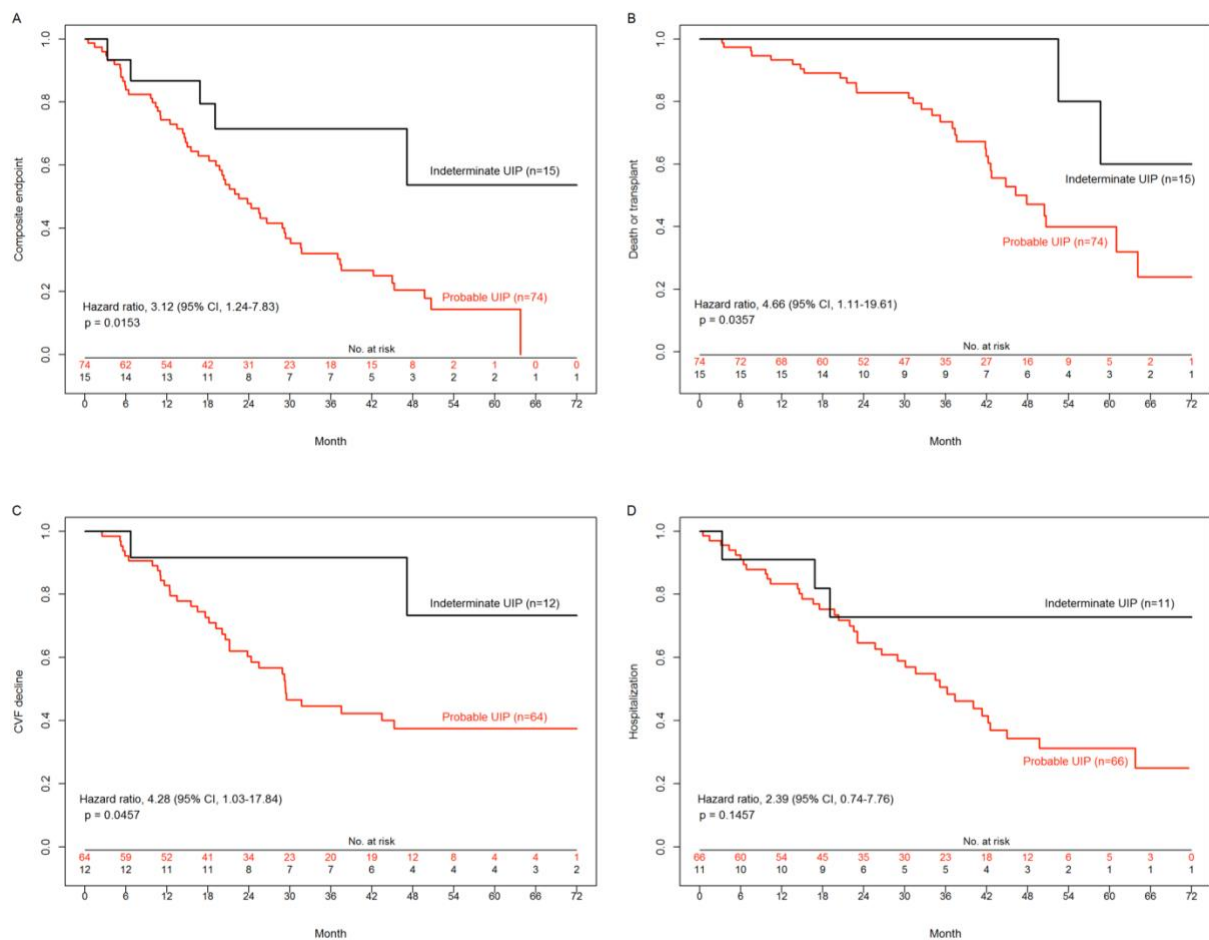 A
Composite endpoint
1.0
0.8
0.6
0.4
0.2
0.0
Indeterminate UIP (n=15)
Probable UIP (n=74)
Hazard ratio, 3.12 (95% CI, 1.24-7.83)
p = 0.0153
No. at risk
74 62 54 42 31 23 18 15 8 2 1 0 0
15 14 13 11 8 7 7 5 3 2 2 1 1
0 6 12 18 24 30 36 42 48 54 60 66 72
Month
B
Death or transplant
1.0
0.8
0.6
0.4
0.2
0.0
Indeterminate UIP (n=15)
Probable UIP (n=74)
Hazard ratio, 4.66 (95% CI, 1.11-19.61)
p = 0.0357
No. at risk
74 72 68 60 52 47 35 27 16 9 5 2 1
15 15 15 14 10 9 9 7 6 4 3 2 1
0 6 12 18 24 30 36 42 48 54 60 66 72
Month
C
CVF decline
1.0
0.8
0.6
0.4
0.2
0.0
Indeterminate UIP (n=12)
Probable UIP (n=64)
Hazard ratio, 4.28 (95% CI, 1.03-17.84)
p = 0.0457
No. at risk
64 59 52 41 34 23 20 19 12 8 4 4 1
12 12 11 11 8 7 7 6 4 4 4 3 2
0 6 12 18 24 30 36 42 48 54 60 66 72
Month
D
Hospitalization
1.0
0.8
0.6
0.4
0.2
0.0
Indeterminate UIP (n=11)
Probable UIP (n=66)
Hazard ratio, 2.39 (95% CI, 0.74-7.76)
p = 0.1457
No. at risk
66 60 54 45 35 30 23 18 12 6 5 3 0
11 10 10 9 6 5 5 4 3 2 1 1 1
0 6 12 18 24 30 36 42 48 54 60 66 72
Month